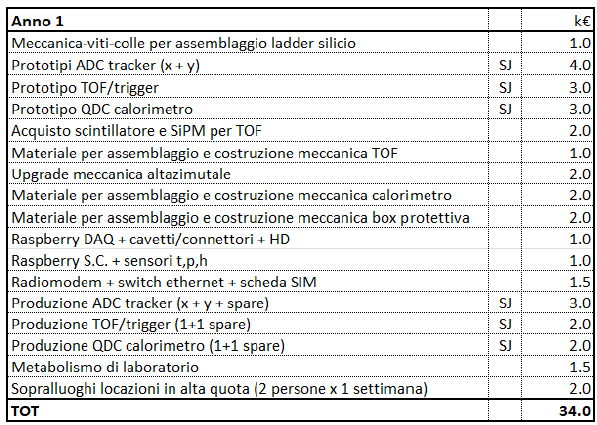 Anno 1 k€
Meccanica-viti-colle per assemblaggio ladder silicio 1.0
Prototipi ADC tracker (x + y) SJ 4.0
Prototipo TOF/trigger SJ 3.0
Prototipo QDC calorimetro SJ 3.0
Acquisto scintillatore e SiPM per TOF 2.0
Materiale per assemblaggio e costruzione meccanica TOF 1.0
Upgrade meccanica altazimutale 2.0
Materiale per assemblaggio e costruzione meccanica calorimetro 2.0
Materiale per assemblaggio e costruzione meccanica box protettiva 2.0
Raspberry DAQ + cavetti/connettori + HD 1.0
Raspberry S.C. + sensori t,p,h 1.0
Radiomodem + switch ethernet + scheda SIM 1.5
Produzione ADC tracker (x + y + spare) SJ 3.0
Produzione TOF/trigger (1+1 spare) SJ 2.0
Produzione QDC calorimetro (1+1 spare) SJ 2.0
Metabolismo di laboratorio 1.5
Sopralluoghi locazioni in alta quota (2 persone x 1 settimana) 2.0
TOT 34.0